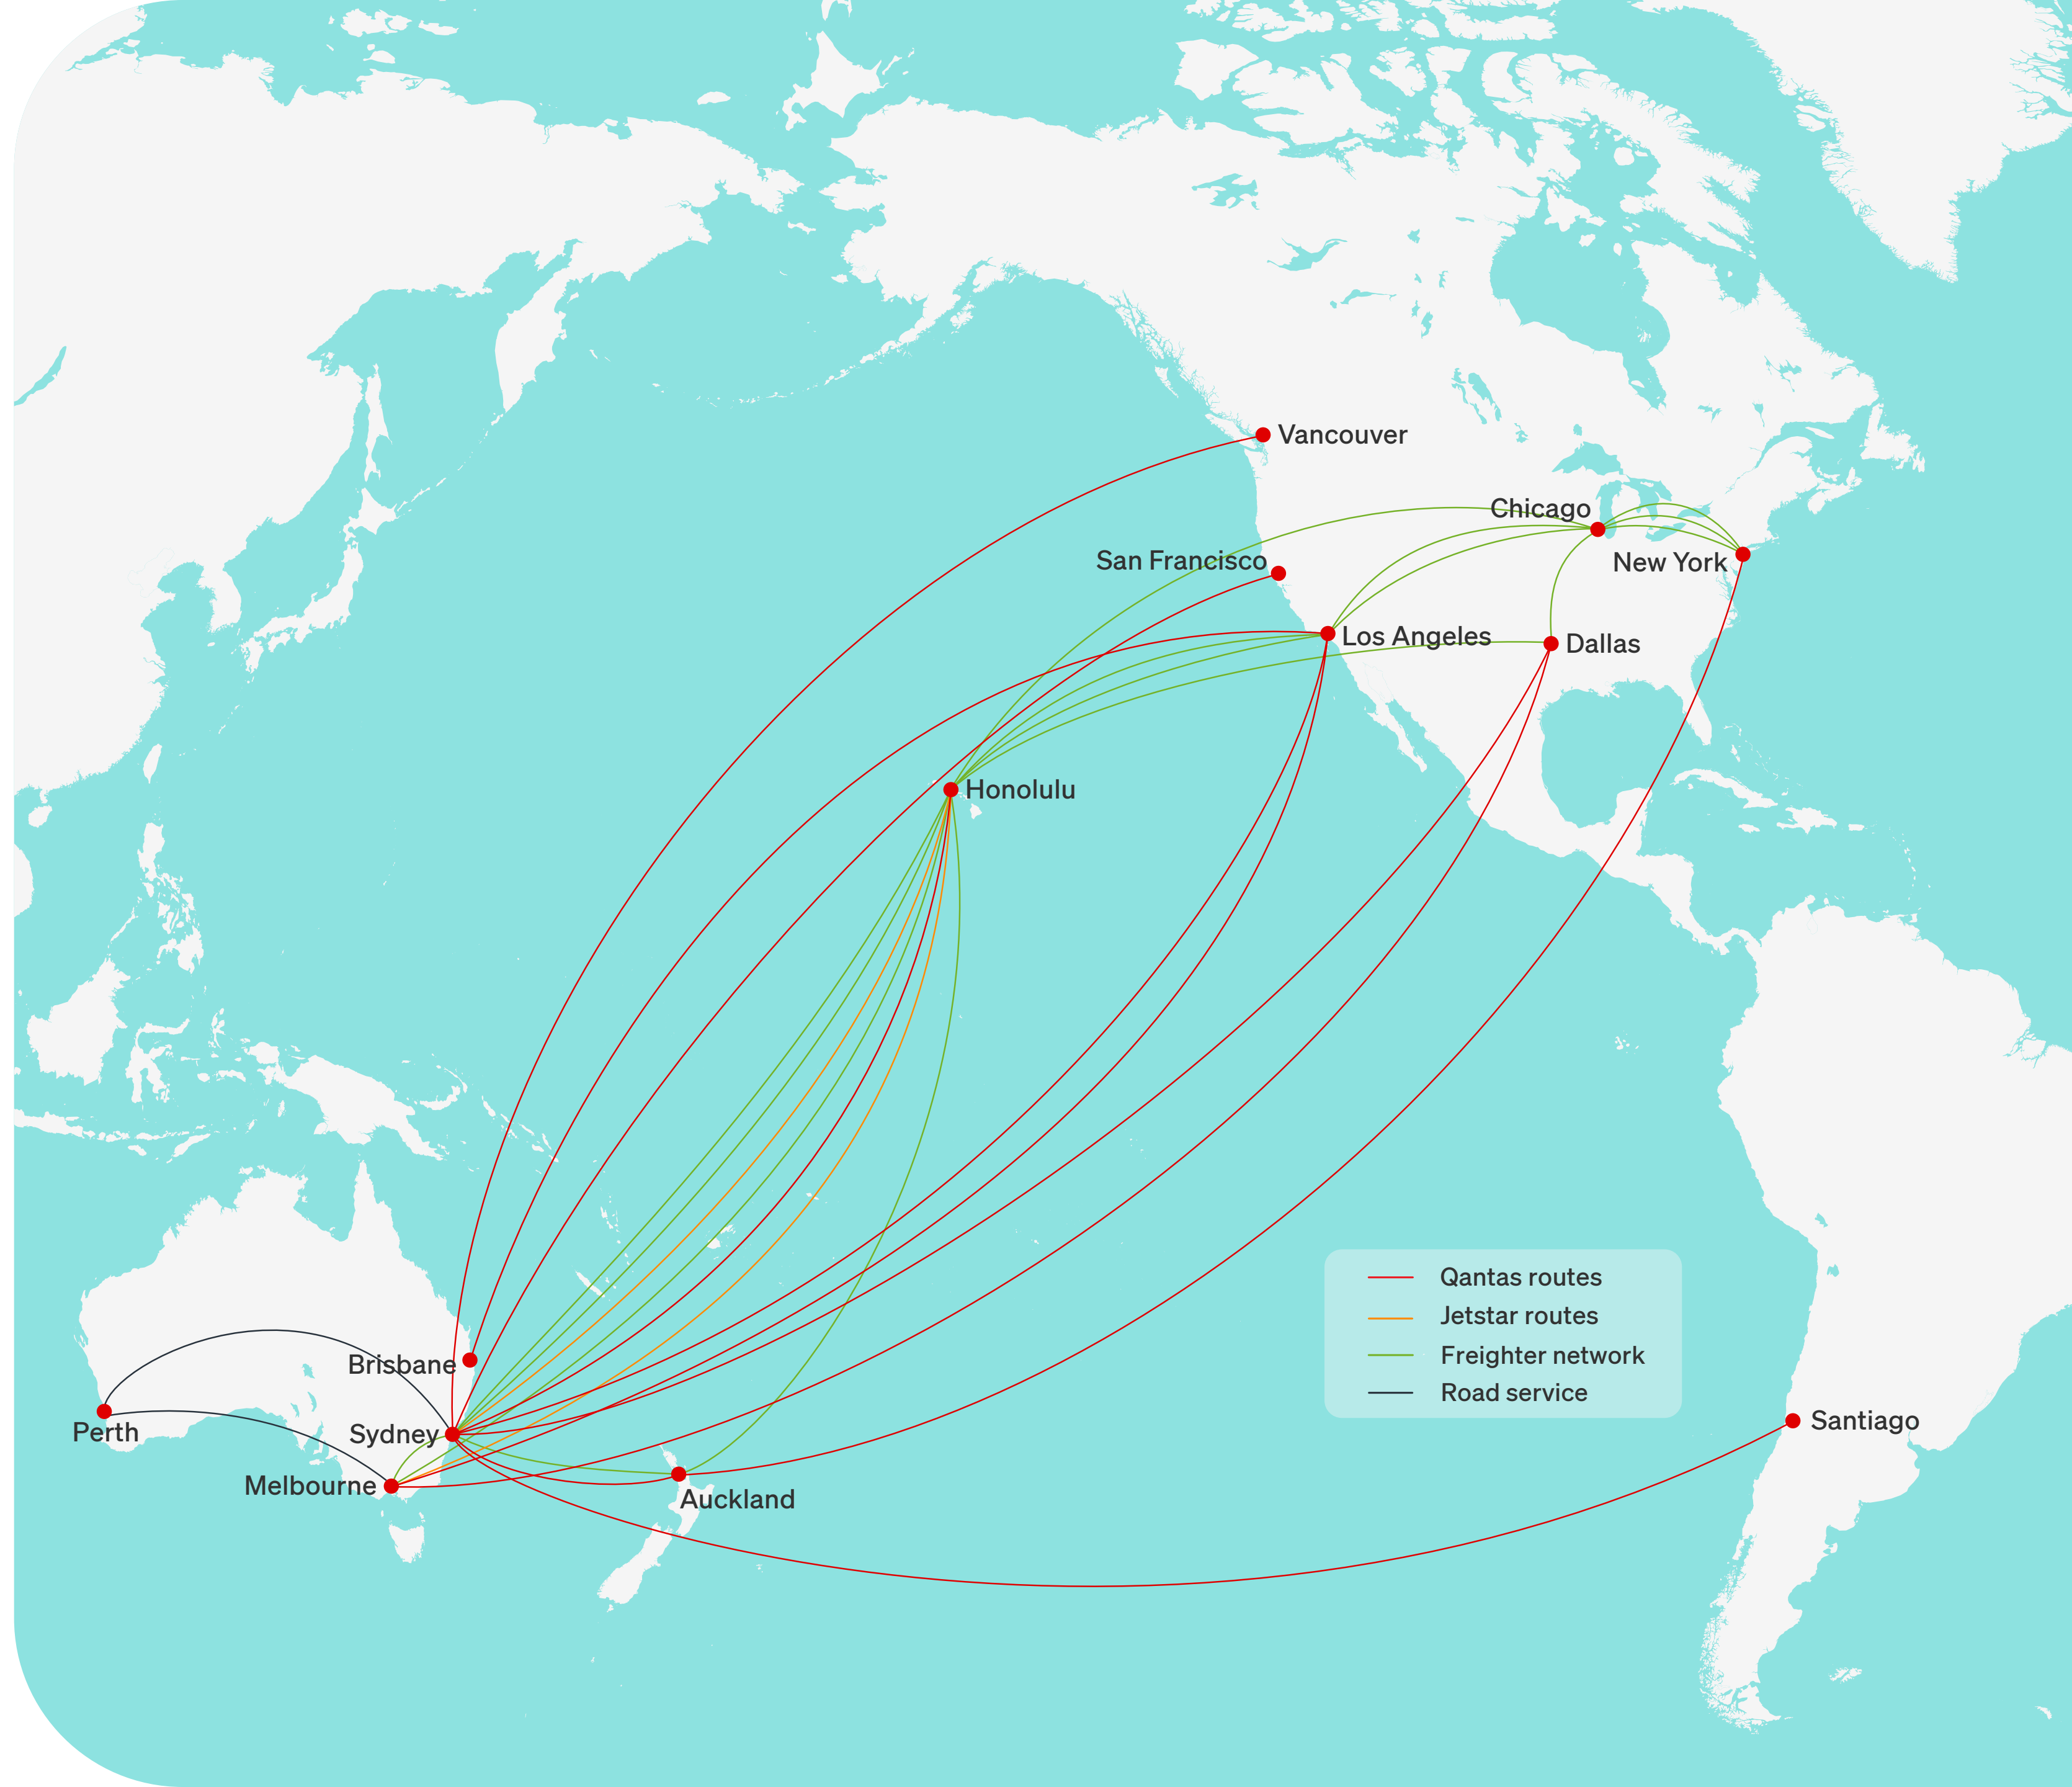 Vancouver
Chicago
New York
San Francisco
Los Angeles
Dallas
Honolulu
Qantas routes
Jetstar routes
Freighter network
Road service
Brisbane
Perth
Sydney
Santiago
Melbourne
Auckland